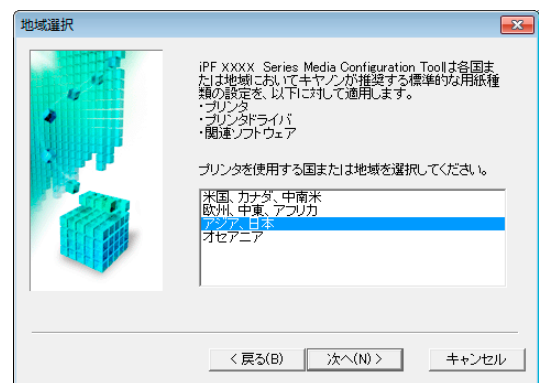 地域選択
iPF XXXX Series Media Configuration Toolは各国ま
たは地域においてキヤノンが推奨する標準的な用紙種
類の設定を、以下に対して適用します。
・プリンタ
・プリンタドライバ
・関連ソフトウェア
プリンタを使用する国または地域を選択してください。
米国、カナダ、中南米
欧州、中東、アフリカ
アジア、日本
オセアニア
< 戻る(B)
次へ(N) >
キャンセル